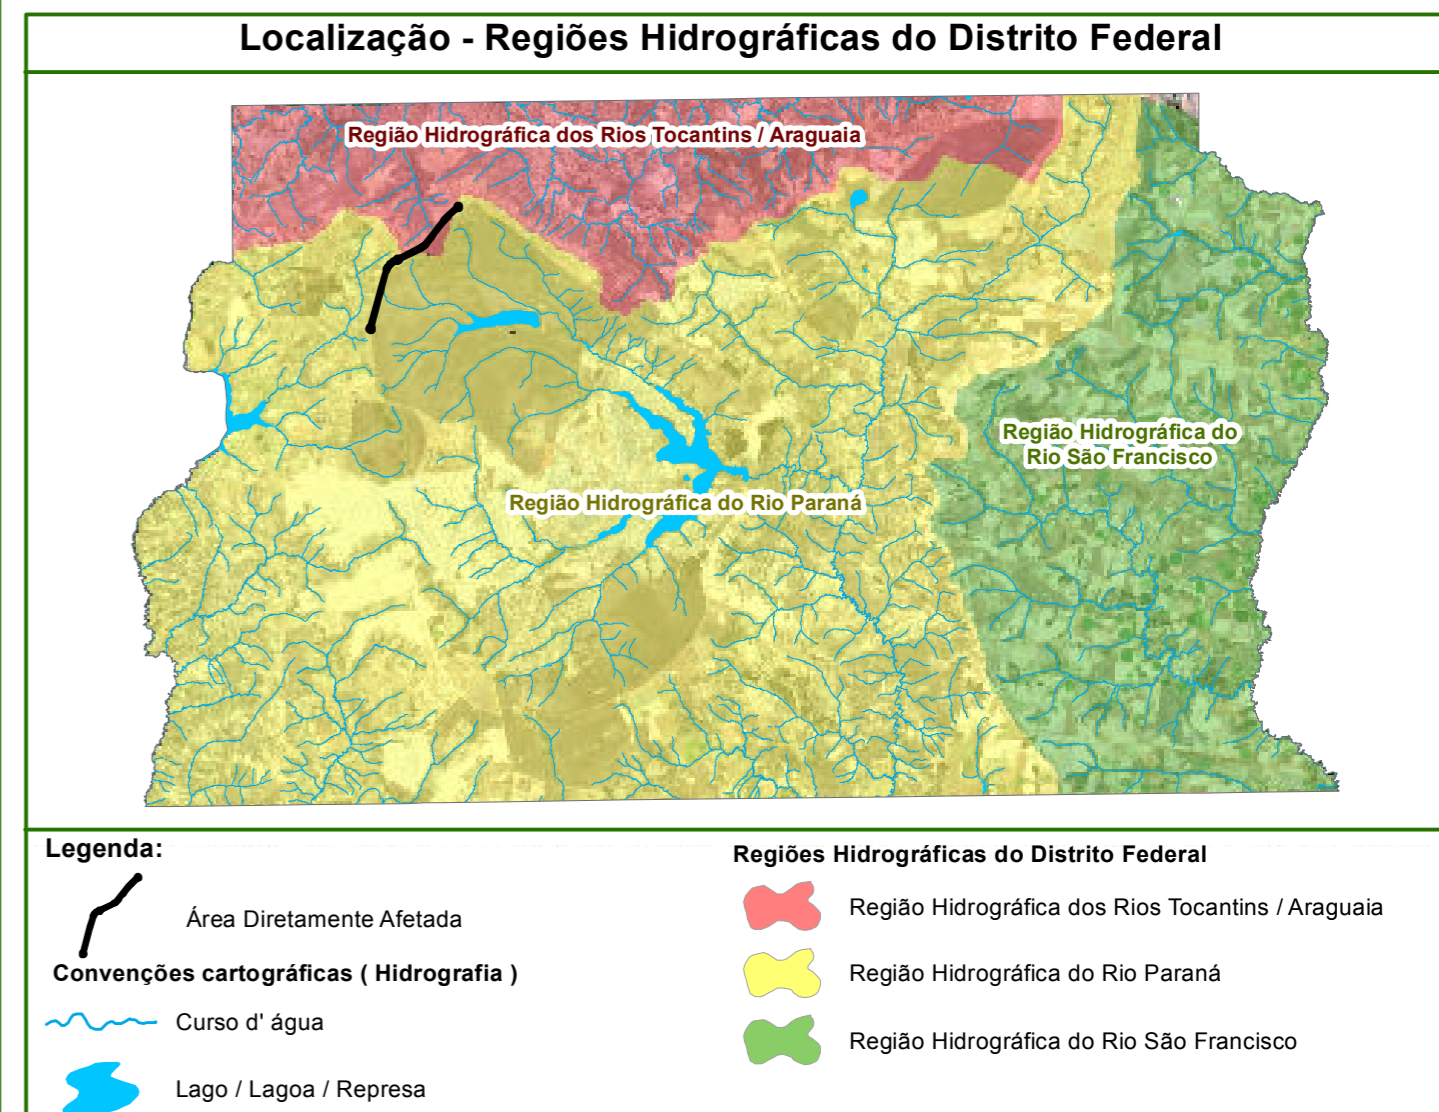 Localização - Regiões Hidrográficas do Distrito Federal
Região Hidrográfica dos Rios Tocantins / Araguaia
Região Hidrográfica do
Rio São Francisco
Região Hidrográfica do Rio Paraná
Legenda:
Área Diretamente Afetada
Convenções cartográficas ( Hidrografia )
Curso d' água
Lago / Lagoa / Represa
Regiões Hidrográficas do Distrito Federal
Região Hidrográfica dos Rios Tocantins / Araguaia
Região Hidrográfica do Rio Paraná
Região Hidrográfica do Rio São Francisco